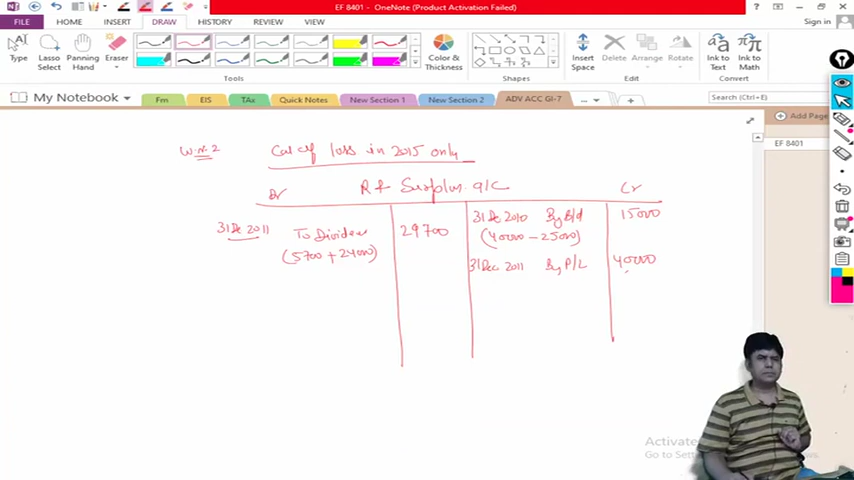 EF 8401 - OneNote (Product Activation Failed)
FILE HOME INSERT DRAW HISTORY REVIEW VIEW
Sign in
Type
Lasso Select
Panning Hand
Eraser
Color & Thickness
Insert Space
Delete
Arrange
Rotate
Ink to Text
Ink to Math
Tools
Shapes
Edit
Convert
My Notebook
Fm
EIS
TAx
Quick Notes
New Section 1
New Section 2
ADV ACC GI-7
...
Search (Ctrl+E)
Add Page
EF 8401
W.N.2 Cal of loss in 2015 only
Dr R & Surplus a/c Cr
31 De 2011 To Dividen 29700
(5700 + 24000)
31 De 2010 By B/d 15000
(40000 - 25000)
31 Dec 2011 By P/L 40000
Activate
Go to Sett